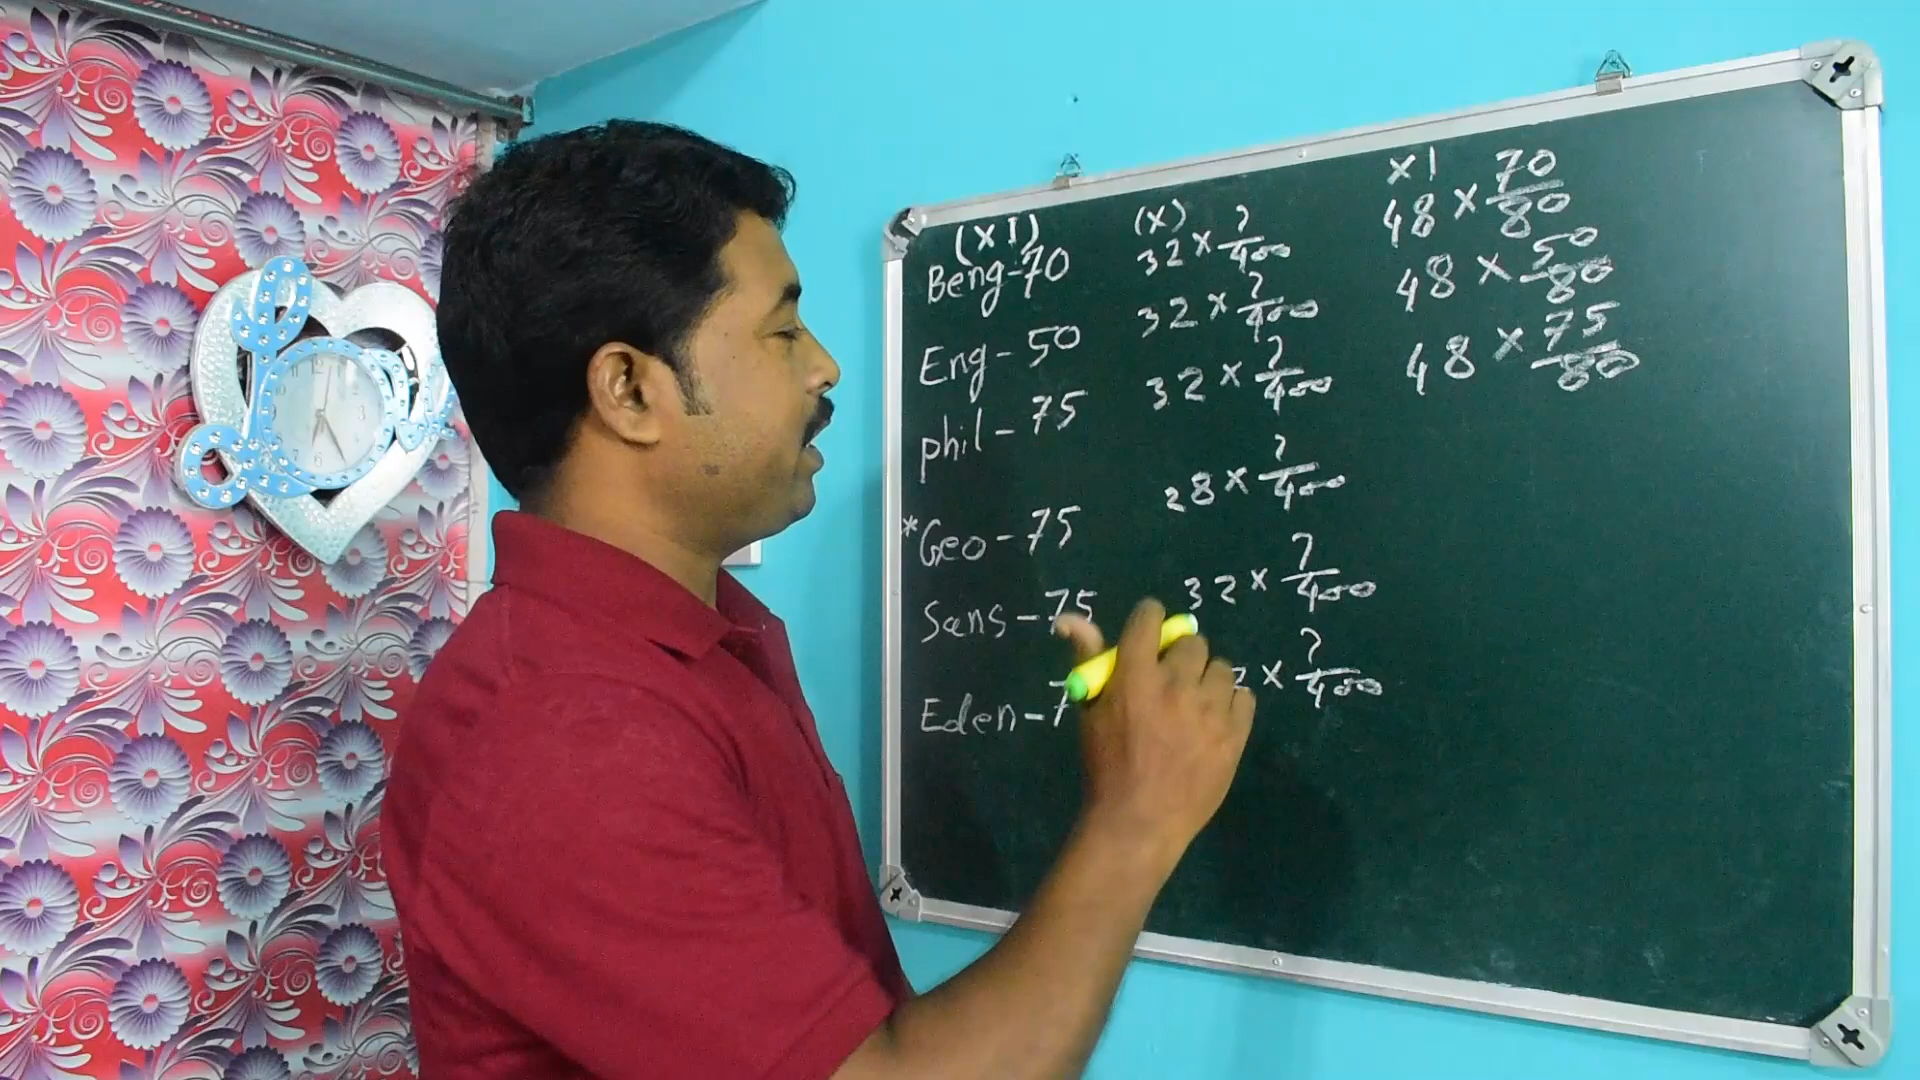 (XI)
Beng-70
Eng-50
phil-75
*Geo-75
Sans-75
Eden-7
(X)
32 × ?/400
32 × ?/400
32 × ?/400
28 × ?/400
32 × ?/400
2 × ?/400
XI
48 × 70/80
48 × 50/80
48 × 75/80